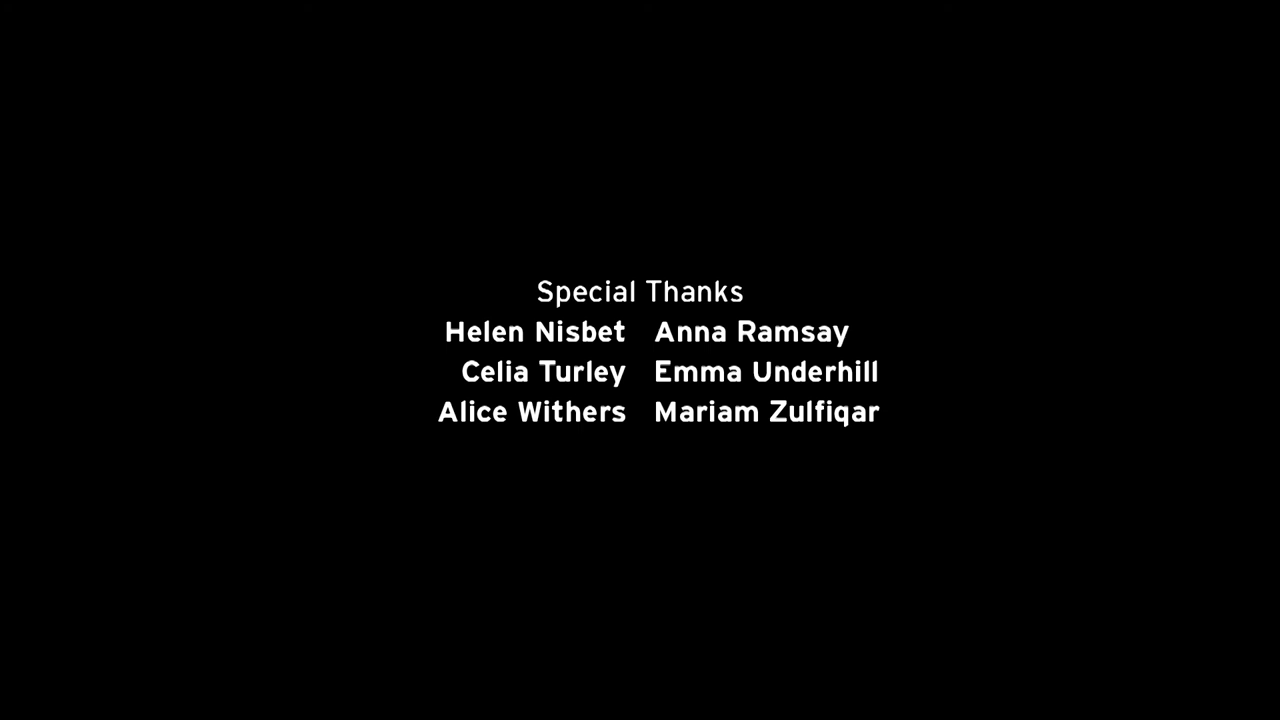 Special Thanks
Helen Nisbet Anna Ramsay
Celia Turley Emma Underhill
Alice Withers Mariam Zulfiqar